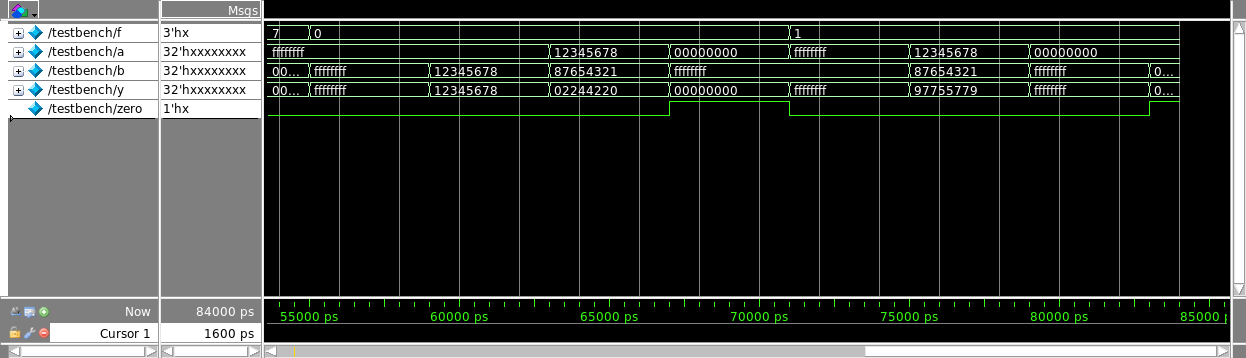 Msgs
/testbench/f 3'hx 7 0 1
/testbench/a 32'hxxxxxxxx ffffffff 12345678 00000000 ffffffff 12345678 00000000
/testbench/b 32'hxxxxxxxx 00... ffffffff 12345678 87654321 ffffffff 87654321 ffffffff 0...
/testbench/y 32'hxxxxxxxx 00... ffffffff 12345678 02244220 00000000 ffffffff 97755779 ffffffff 0...
/testbench/zero 1'hx
Now 84000 ps 55000 ps 60000 ps 65000 ps 70000 ps 75000 ps 80000 ps 85000
Cursor 1 1600 ps